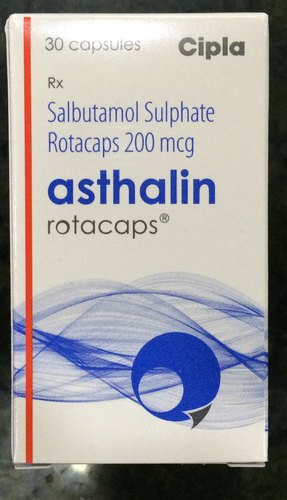 30 capsules Cipla
Rx
Salbutamol Sulphate
Rotacaps 200 mcg
asthalin
rotacaps®